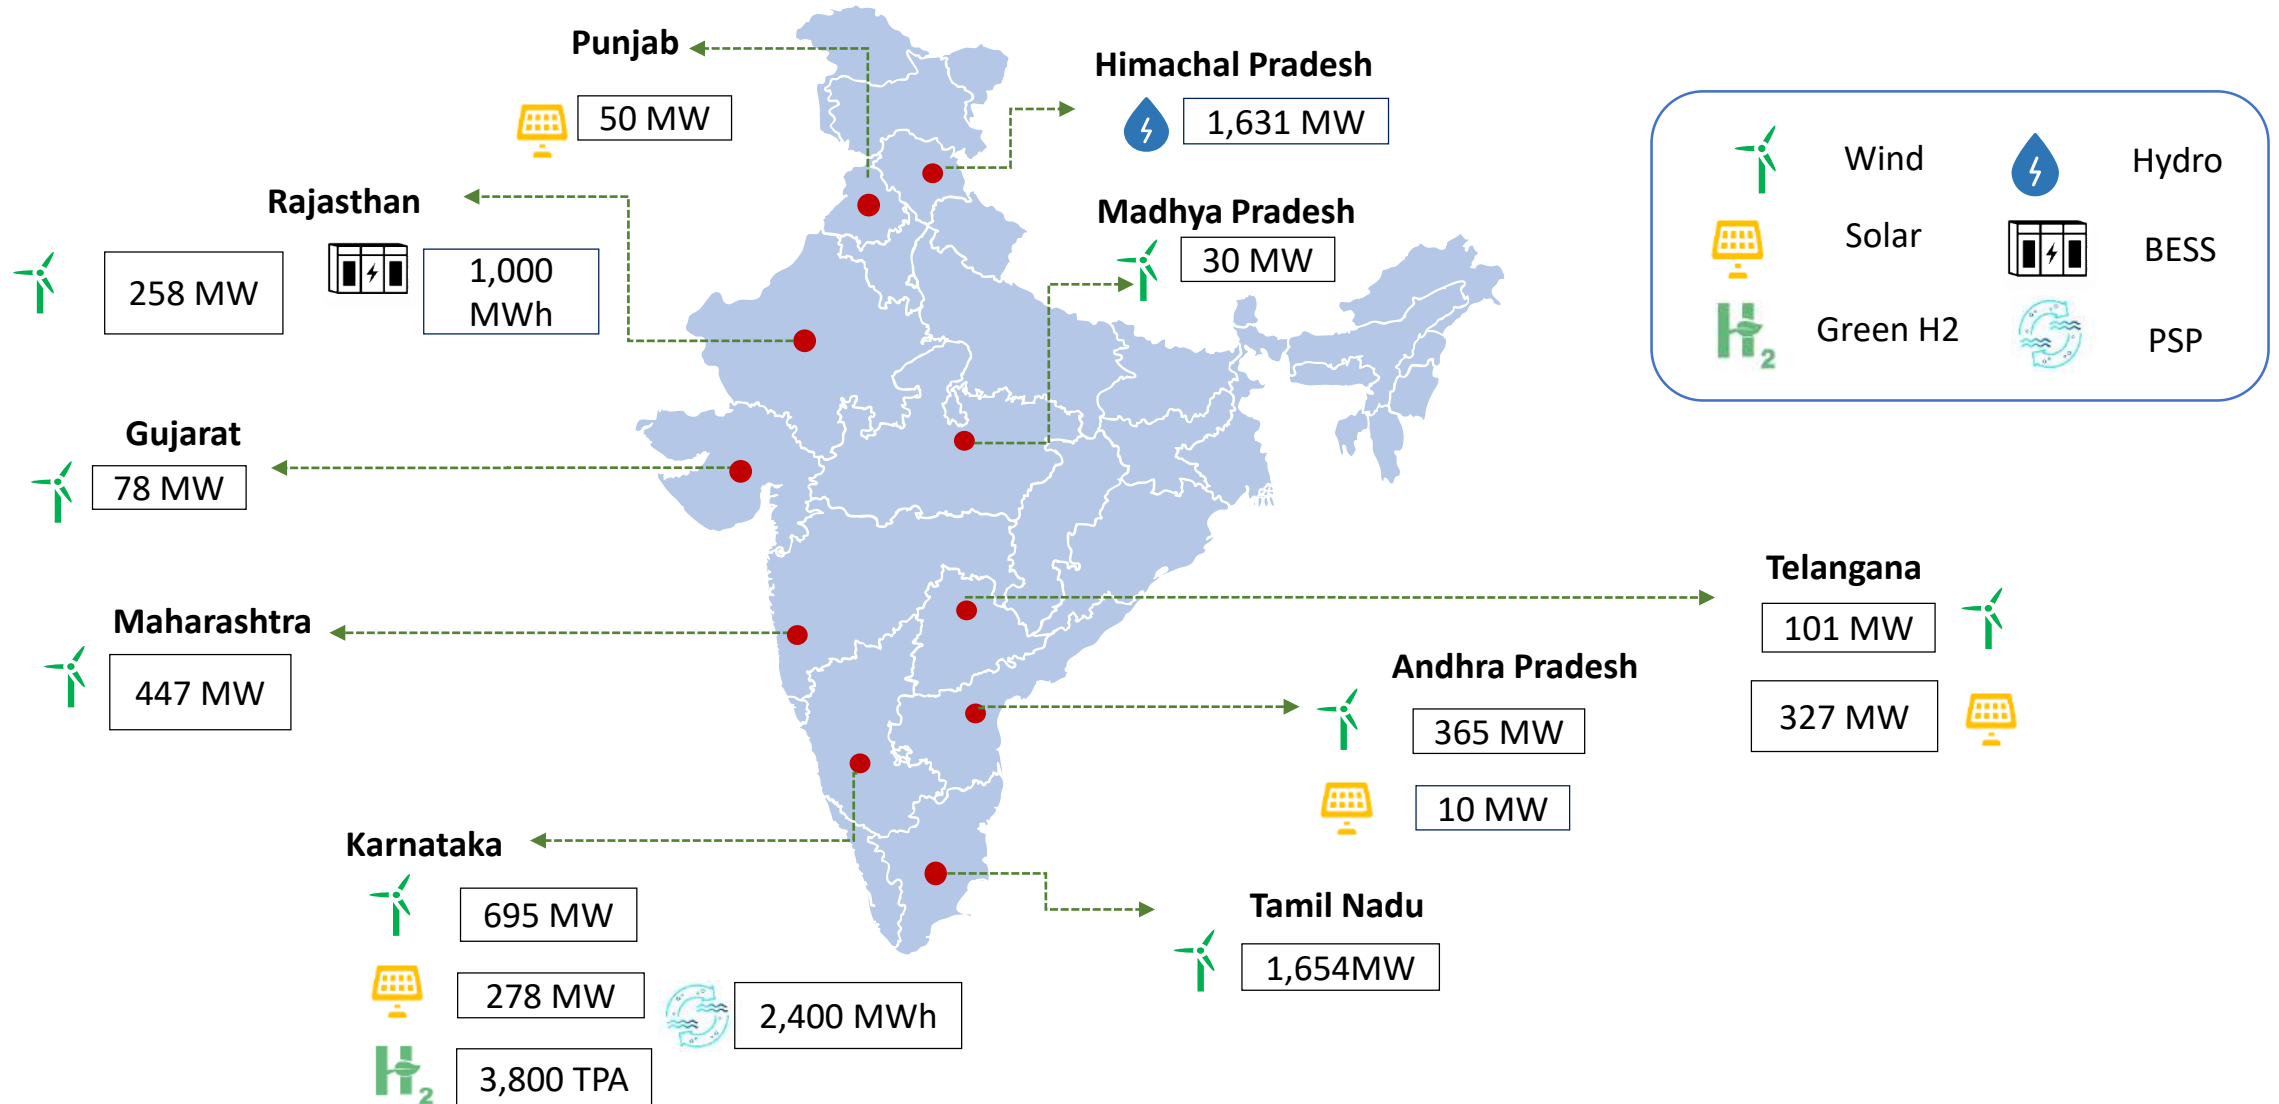 Punjab
50 MW
Himachal Pradesh
1,631 MW
Wind
Hydro
Solar
BESS
H2
Green H2
PSP
Rajasthan
258 MW
1,000
MWh
Madhya Pradesh
30 MW
Gujarat
78 MW
Maharashtra
447 MW
Telangana
101 MW
327 MW
Andhra Pradesh
365 MW
10 MW
Karnataka
695 MW
278 MW
2,400 MWh
H2
3,800 TPA
Tamil Nadu
1,654MW